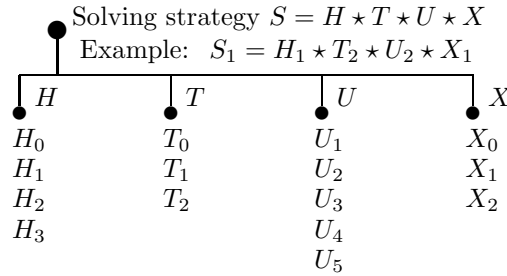 Solving strategy S = H ⋆ T ⋆ U ⋆ X
Example: S₁ = H₁ ⋆ T₂ ⋆ U₂ ⋆ X₁
H T U X
H₀ T₀ U₁ X₀
H₁ T₁ U₂ X₁
H₂ T₂ U₃ X₂
H₃ U₄
U₅